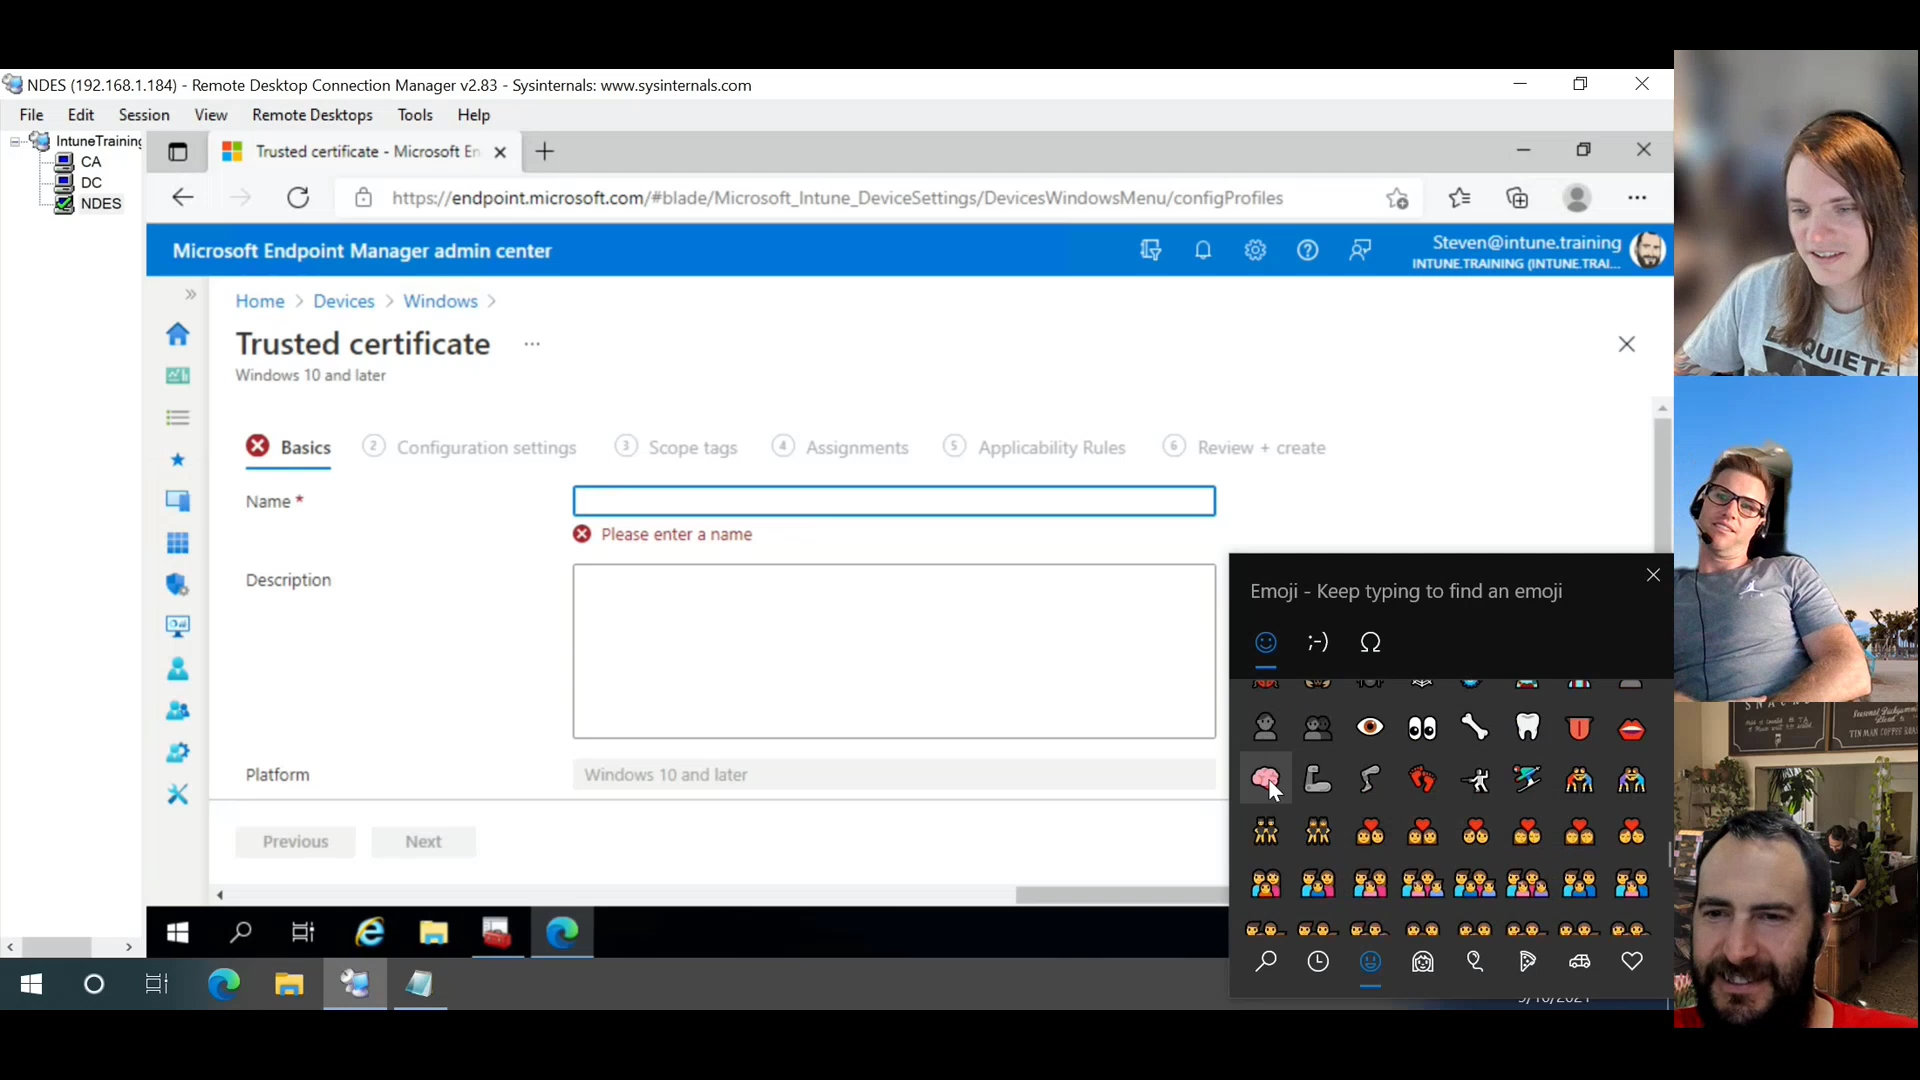 NDES (192.168.1.184) - Remote Desktop Connection Manager v2.83 - Sysinternals: www.sysinternals.com
File Edit Session View Remote Desktops Tools Help
IntuneTraining
CA
DC
NDES
Trusted certificate - Microsoft En
https://endpoint.microsoft.com/#blade/Microsoft_Intune_DeviceSettings/DevicesWindowsMenu/configProfiles
Microsoft Endpoint Manager admin center
Steven@intune.training
INTUNE.TRAINING (INTUNE.TRAI...
Home > Devices > Windows >
Trusted certificate ...
Windows 10 and later
Basics
2 Configuration settings
3 Scope tags
4 Assignments
5 Applicability Rules
6 Review + create
Name *
Please enter a name
Description
Platform
Windows 10 and later
Previous
Next
Emoji - Keep typing to find an emoji
;-)
Ω
QUIETE
SNACKS
TIN MAN COFFEE